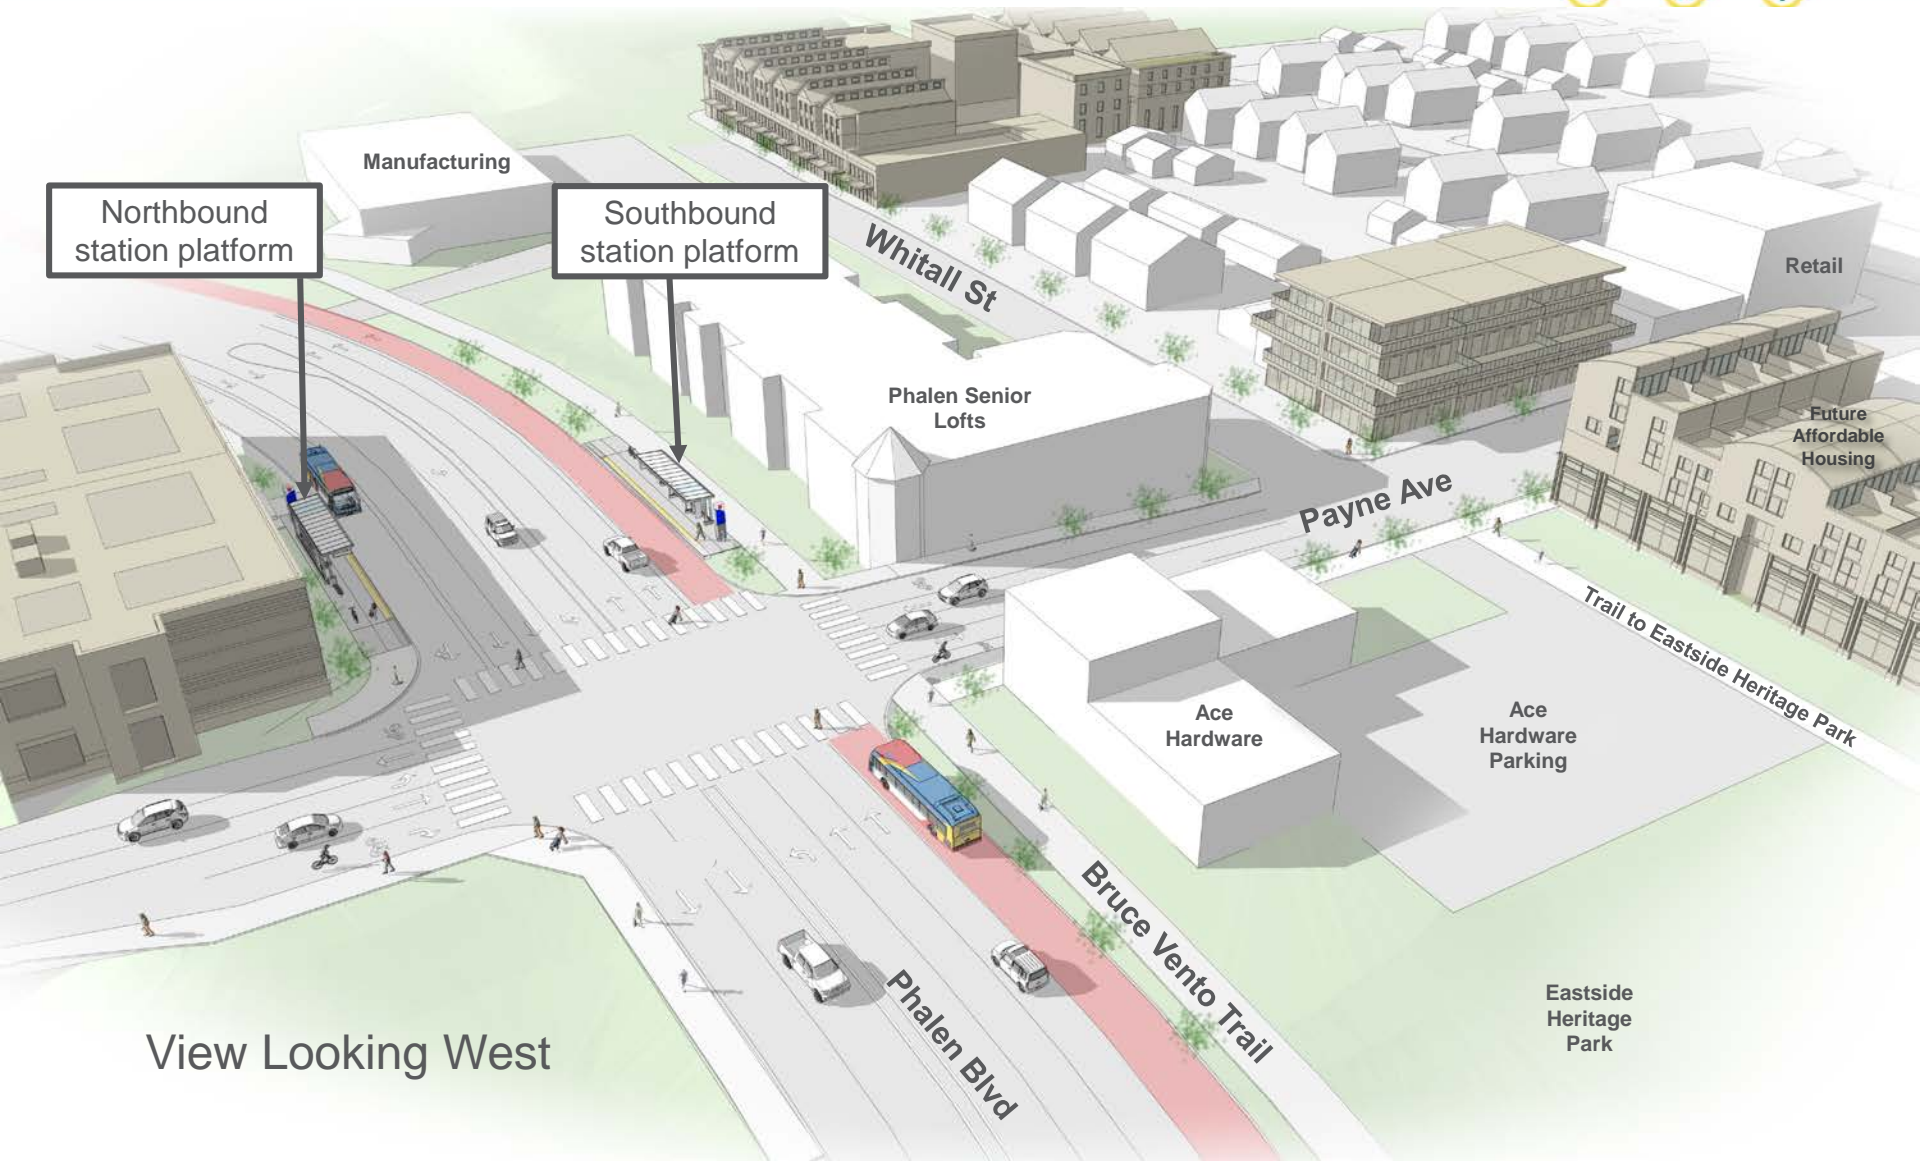 Manufacturing
Northbound
station platform
Southbound
station platform
Whitall St
Retail
Phalen Senior
Lofts
Future
Affordable
Housing
Payne Ave
Trail to Eastside Heritage Park
Ace
Hardware
Ace
Hardware
Parking
Bruce Vento Trail
Phalen Blvd
Eastside
Heritage
Park
View Looking West